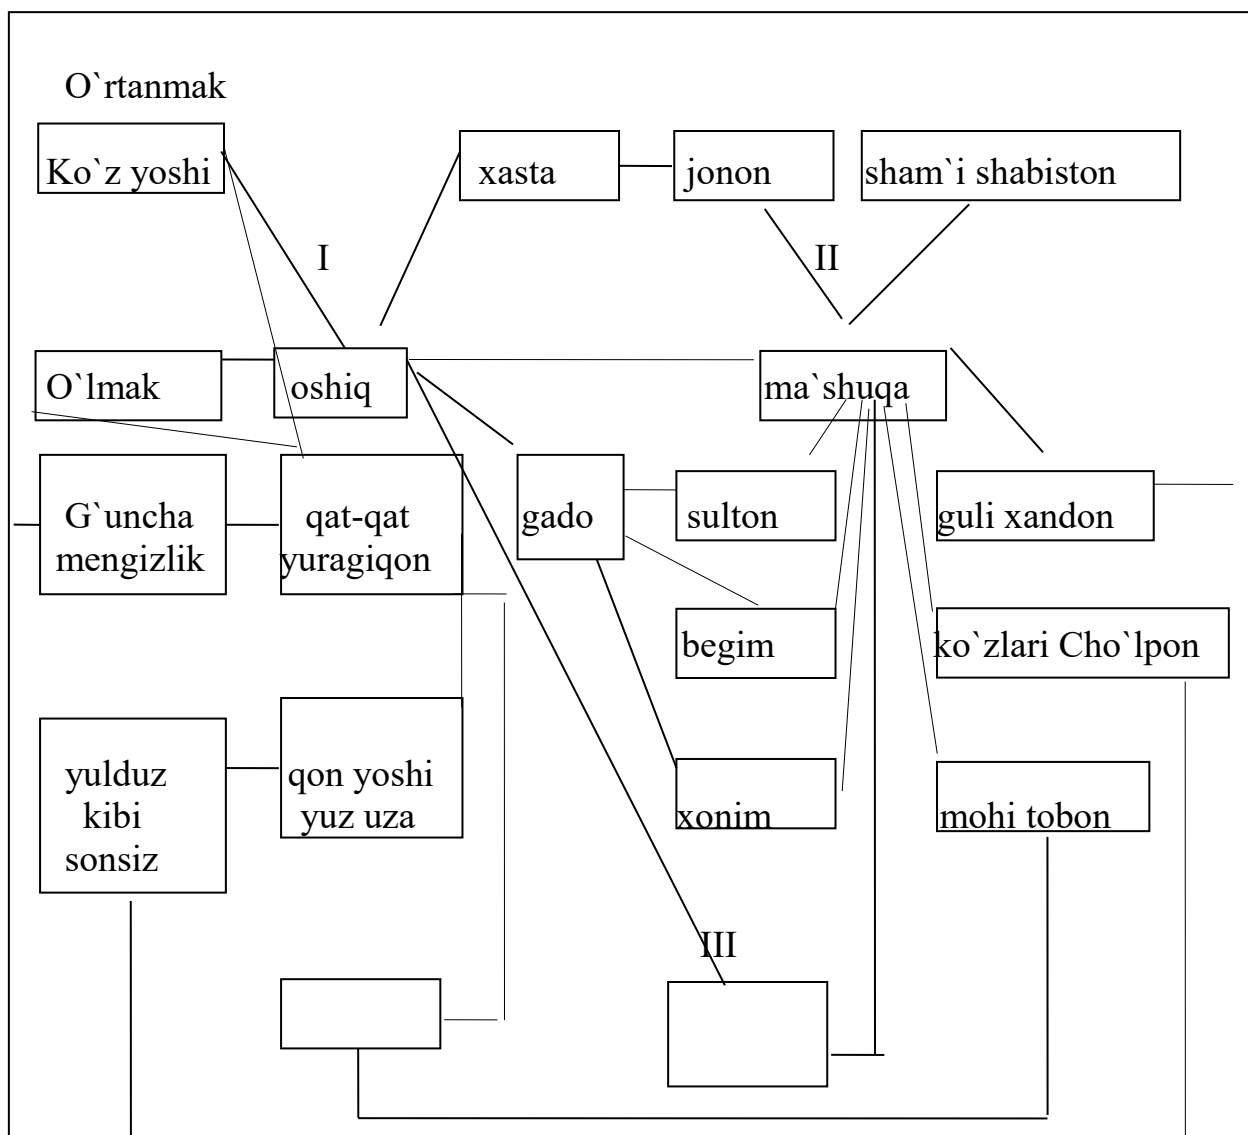 O`rtanmak
Ko`z yoshi
xasta
jonon
sham`i shabiston
I
II
O`lmak
oshiq
ma`shuqa
G`uncha
mengizlik
qat-qat
yuragiqon
gado
sulton
guli xandon
begim
ko`zlari Cho`lpon
yulduz
kibi
sonsiz
qon yoshi
yuz uza
xonim
mohi tobon
III